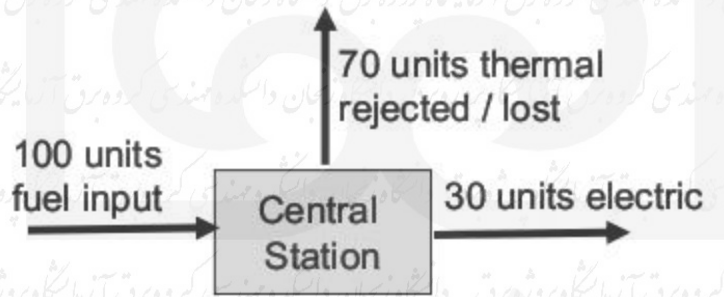 70 units thermal
rejected / lost
100 units
fuel input
Central
Station
30 units electric